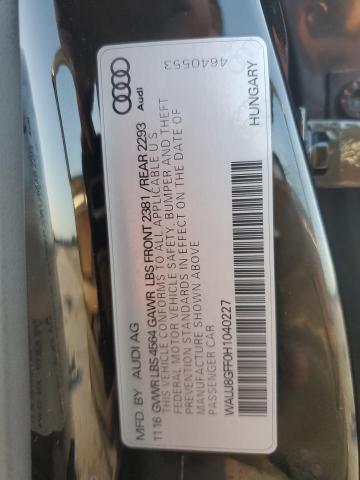 Audi
4640553
MFD. BY AUDI AG
1116 GVWR LBS 4564 GAWR LBS FRONT 2381 / REAR 2293
THIS VEHICLE CONFORMS TO ALL APPLICABLE U.S.
FEDERAL MOTOR VEHICLE SAFETY, BUMPER AND THEFT
PREVENTION STANDARDS IN EFFECT ON THE DATE OF
MANUFACTURE SHOWN ABOVE
PASSENGER CAR
WAUJ8GFF0H1040227
HUNGARY